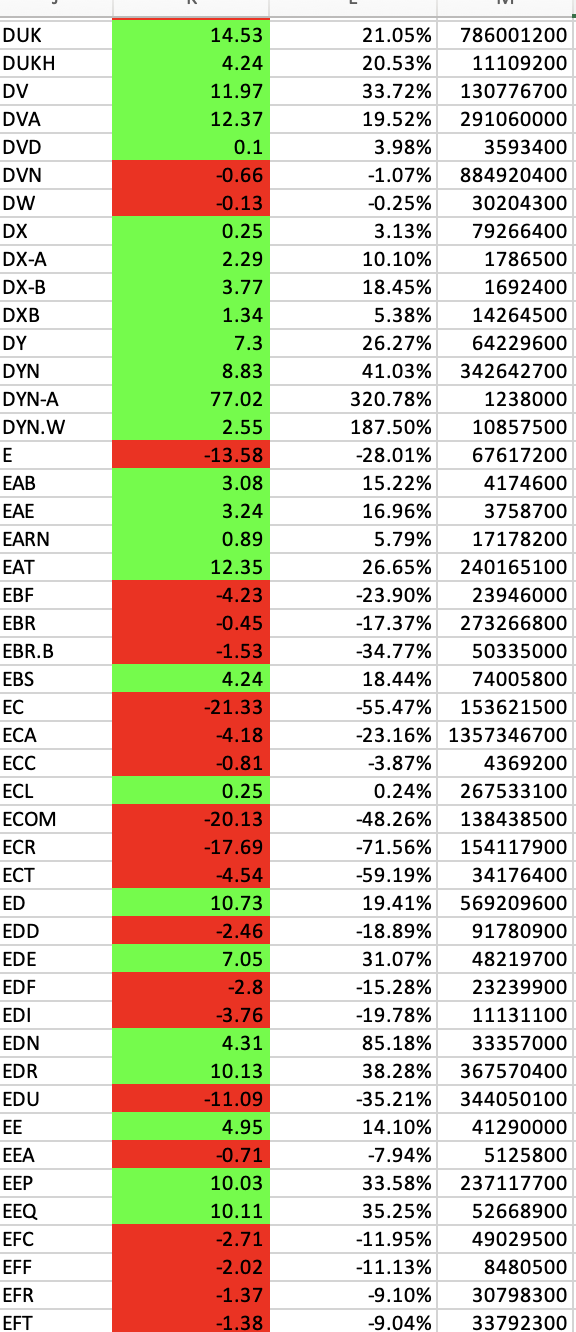 DUK 14.53 21.05% 786001200
DUKH 4.24 20.53% 11109200
DV 11.97 33.72% 130776700
DVA 12.37 19.52% 291060000
DVD 0.1 3.98% 3593400
DVN -0.66 -1.07% 884920400
DW -0.13 -0.25% 30204300
DX 0.25 3.13% 79266400
DX-A 2.29 10.10% 1786500
DX-B 3.77 18.45% 1692400
DXB 1.34 5.38% 14264500
DY 7.3 26.27% 64229600
DYN 8.83 41.03% 342642700
DYN-A 77.02 320.78% 1238000
DYN.W 2.55 187.50% 10857500
E -13.58 -28.01% 67617200
EAB 3.08 15.22% 4174600
EAE 3.24 16.96% 3758700
EARN 0.89 5.79% 17178200
EAT 12.35 26.65% 240165100
EBF -4.23 -23.90% 23946000
EBR -0.45 -17.37% 273266800
EBR.B -1.53 -34.77% 50335000
EBS 4.24 18.44% 74005800
EC -21.33 -55.47% 153621500
ECA -4.18 -23.16% 1357346700
ECC -0.81 -3.87% 4369200
ECL 0.25 0.24% 267533100
ECOM -20.13 -48.26% 138438500
ECR -17.69 -71.56% 154117900
ECT -4.54 -59.19% 34176400
ED 10.73 19.41% 569209600
EDD -2.46 -18.89% 91780900
EDE 7.05 31.07% 48219700
EDF -2.8 -15.28% 23239900
EDI -3.76 -19.78% 11131100
EDN 4.31 85.18% 33357000
EDR 10.13 38.28% 367570400
EDU -11.09 -35.21% 344050100
EE 4.95 14.10% 41290000
EEA -0.71 -7.94% 5125800
EEP 10.03 33.58% 237117700
EEQ 10.11 35.25% 52668900
EFC -2.71 -11.95% 49029500
EFF -2.02 -11.13% 8480500
EFR -1.37 -9.10% 30798300
EFT -1.38 -9.04% 33792300